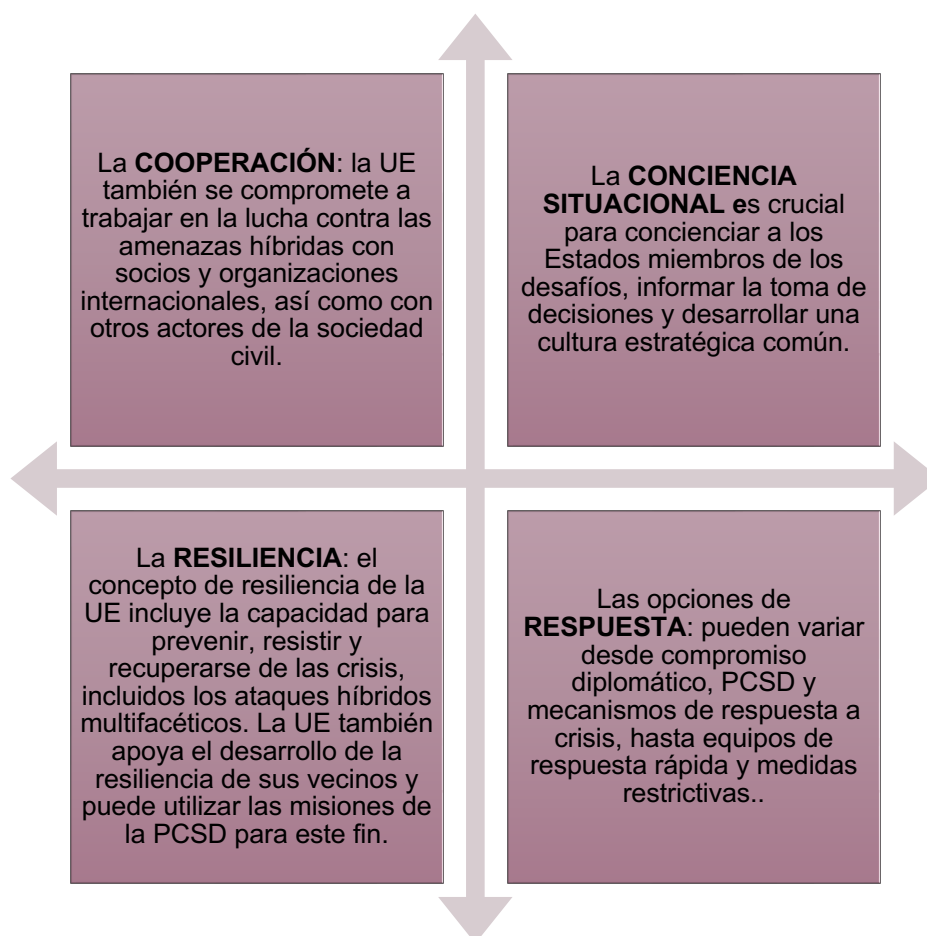 La COOPERACIÓN: la UE
también se compromete a
trabajar en la lucha contra las
amenazas híbridas con
socios y organizaciones
internacionales, así como con
otros actores de la sociedad
civil.
La CONCIENCIA
SITUACIONAL es crucial
para concienciar a los
Estados miembros de los
desafíos, informar la toma de
decisiones y desarrollar una
cultura estratégica común.
La RESILIENCIA: el
concepto de resiliencia de la
UE incluye la capacidad para
prevenir, resistir y
recuperarse de las crisis,
incluidos los ataques híbridos
multifacéticos. La UE también
apoya el desarrollo de la
resiliencia de sus vecinos y
puede utilizar las misiones de
la PCSD para este fin.
Las opciones de
RESPUESTA: pueden variar
desde compromiso
diplomático, PCSD y
mecanismos de respuesta a
crisis, hasta equipos de
respuesta rápida y medidas
restrictivas..